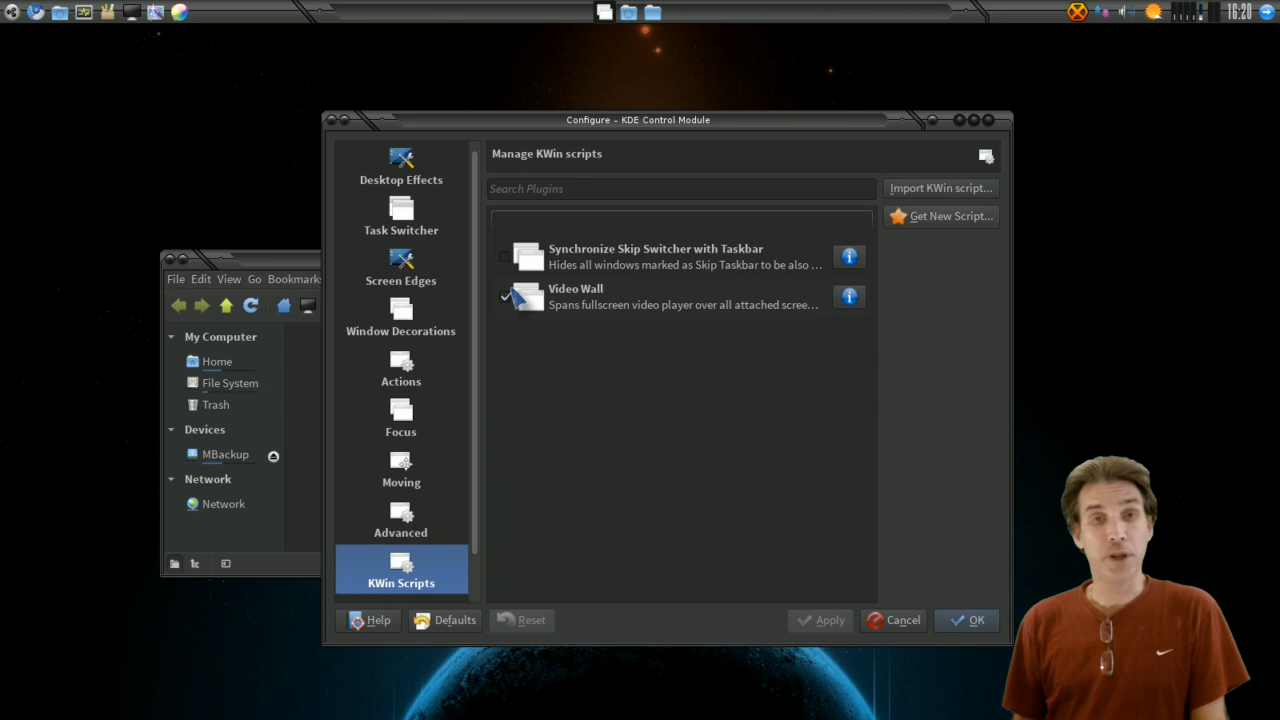 16:20
Configure – KDE Control Module
File Edit View Go Bookmarks
My Computer
Home
File System
Trash
Devices
MBackup
Network
Network
Desktop Effects
Task Switcher
Screen Edges
Window Decorations
Actions
Focus
Moving
Advanced
KWin Scripts
Manage KWin scripts
Search Plugins
Import KWin script...
Get New Script...
Synchronize Skip Switcher with Taskbar
Hides all windows marked as Skip Taskbar to be also ...
Video Wall
Spans fullscreen video player over all attached scree...
Help
Defaults
Reset
Apply
Cancel
OK